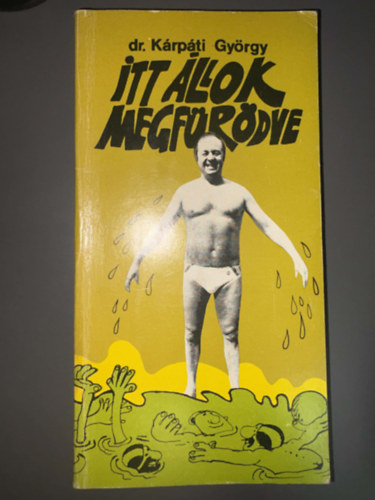 dr. Kárpáti György
ITT ÁLLOK
MEGFÜRÖDVE